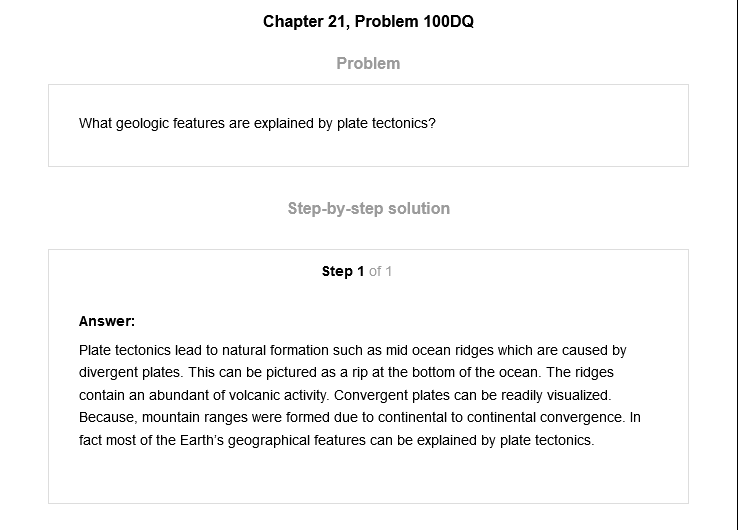 Chapter 21, Problem 100DQ
Problem
What geologic features are explained by plate tectonics?
Step-by-step solution
Step 1 of 1
Answer:
Plate tectonics lead to natural formation such as mid ocean ridges which are caused by
divergent plates. This can be pictured as a rip at the bottom of the ocean. The ridges
contain an abundant of volcanic activity. Convergent plates can be readily visualized.
Because, mountain ranges were formed due to continental to continental convergence. In
fact most of the Earth's geographical features can be explained by plate tectonics.